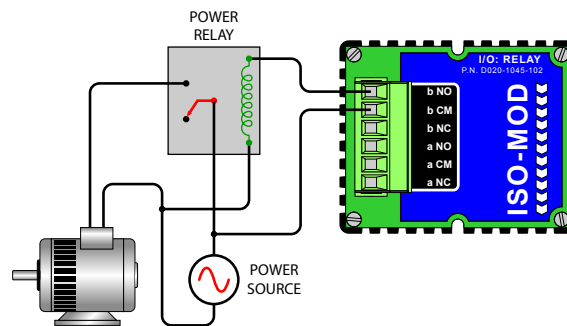 POWER
RELAY
I/O: RELAY
P.N. D020-1045-102
b NO
b CM
b NC
a NO
a CM
a NC
ISO-MOD
POWER
SOURCE